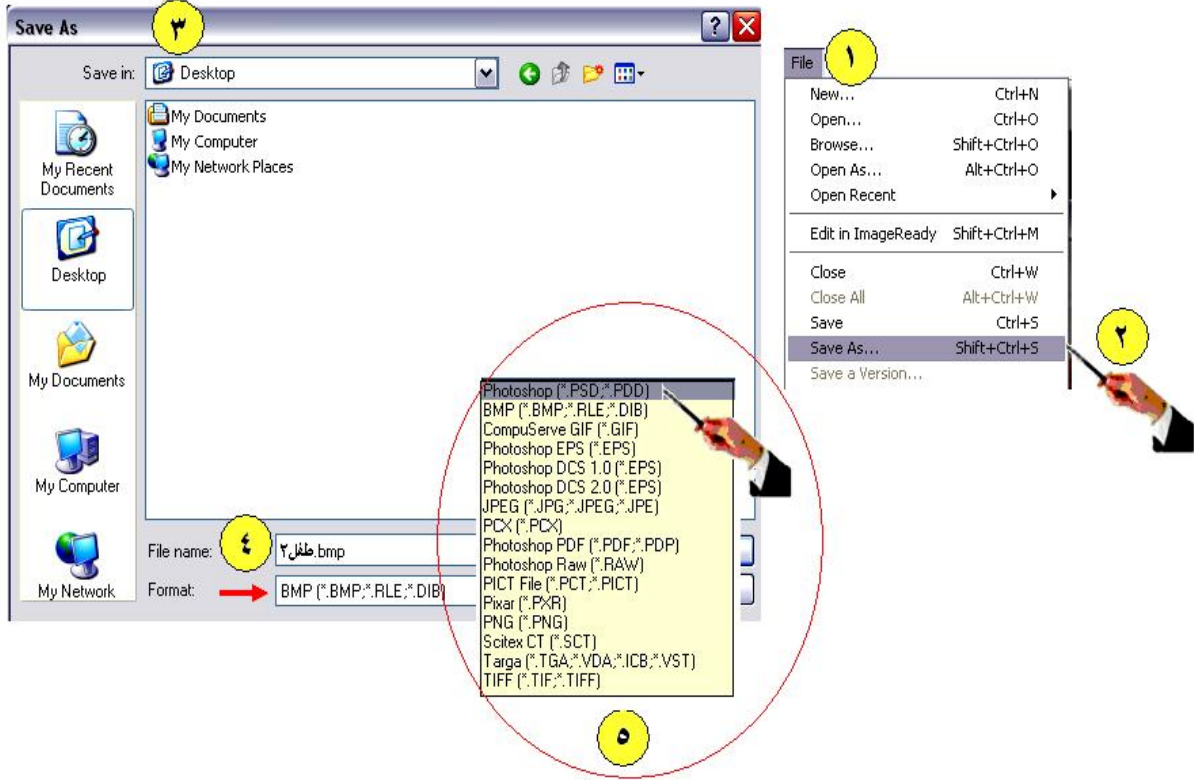 Save As
٣
Save in:
Desktop
My Documents
My Computer
My Network Places
My Recent
Documents
Desktop
My Documents
My Computer
My Network
File name:
٤
طفل٢.bmp
Format:
BMP (*.BMP;*.RLE;*.DIB)
Photoshop (*.PSD;*.PDD)
BMP (*.BMP;*.RLE;*.DIB)
CompuServe GIF (*.GIF)
Photoshop EPS (*.EPS)
Photoshop DCS 1.0 (*.EPS)
Photoshop DCS 2.0 (*.EPS)
JPEG (*.JPG;*.JPEG;*.JPE)
PCX (*.PCX)
Photoshop PDF (*.PDF;*.PDP)
Photoshop Raw (*.RAW)
PICT File (*.PCT;*.PICT)
Pixar (*.PXR)
PNG (*.PNG)
Scitex CT (*.SCT)
Targa (*.TGA;*.VDA;*.ICB;*.VST)
TIFF (*.TIF;*.TIFF)
٥
File
١
New... Ctrl+N
Open... Ctrl+O
Browse... Shift+Ctrl+O
Open As... Alt+Ctrl+O
Open Recent
Edit in ImageReady Shift+Ctrl+M
Close Ctrl+W
Close All Alt+Ctrl+W
Save Ctrl+S
Save As... Shift+Ctrl+S
Save a Version...
٢